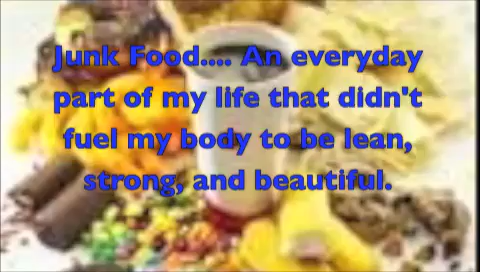 Junk Food.... An everyday
part of my life that didn't
fuel my body to be lean,
strong, and beautiful.